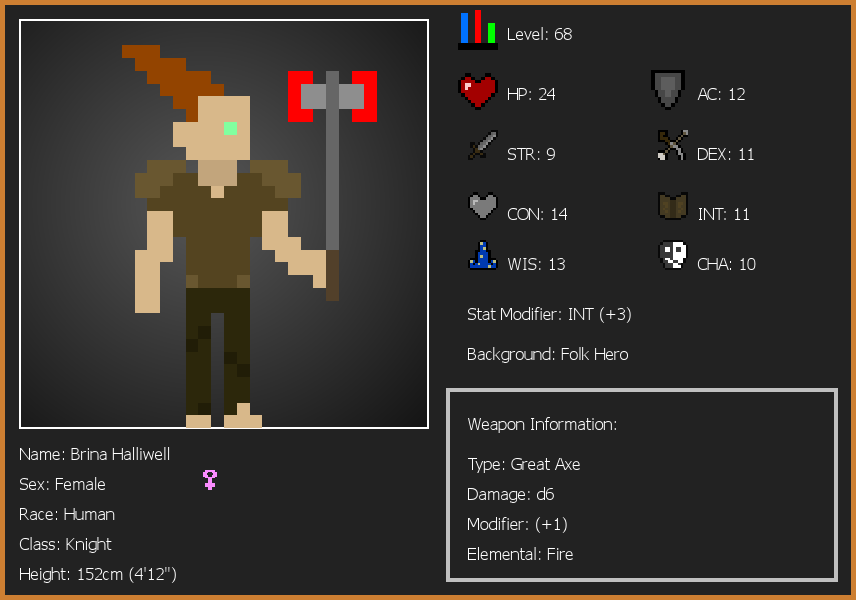 Level: 68
HP: 24
AC: 12
STR: 9
DEX: 11
CON: 14
INT: 11
WIS: 13
CHA: 10
Stat Modifier: INT (+3)
Background: Folk Hero
Weapon Information:
Type: Great Axe
Damage: d6
Modifier: (+1)
Elemental: Fire
Name: Brina Halliwell
Sex: Female
Race: Human
Class: Knight
Height: 152cm (4'12")